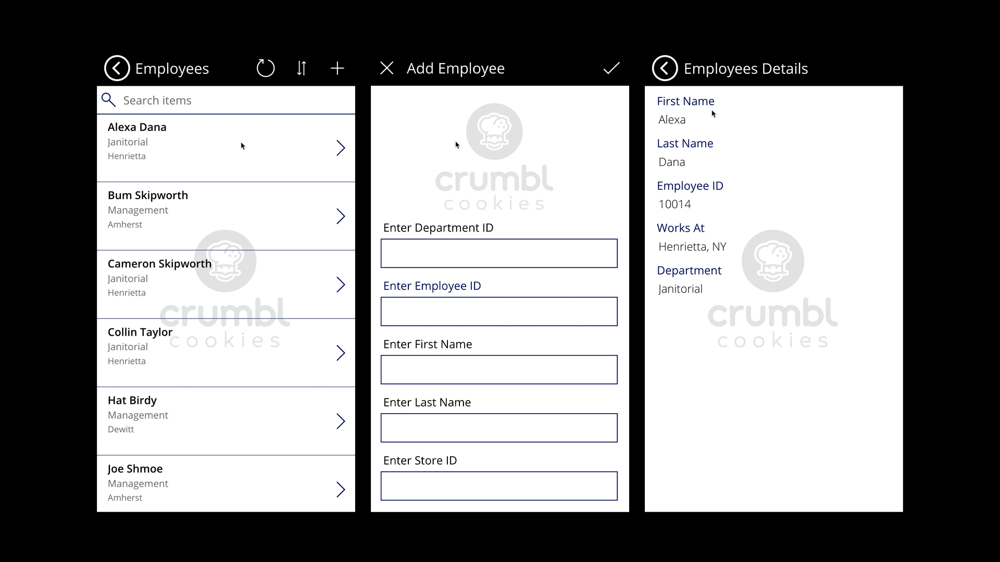 Employees
Search items
Alexa Dana
Janitorial
Henrietta
Bum Skipworth
Management
Amherst
Cameron Skipworth
Janitorial
Henrietta
Collin Taylor
Janitorial
Henrietta
Hat Birdy
Management
Dewitt
Joe Shmoe
Management
Amherst
crumbl
cookies
Add Employee
crumbl
cookies
Enter Department ID
Enter Employee ID
Enter First Name
Enter Last Name
Enter Store ID
Employees Details
First Name
Alexa
Last Name
Dana
Employee ID
10014
Works At
Henrietta, NY
Department
Janitorial
crumbl
cookies